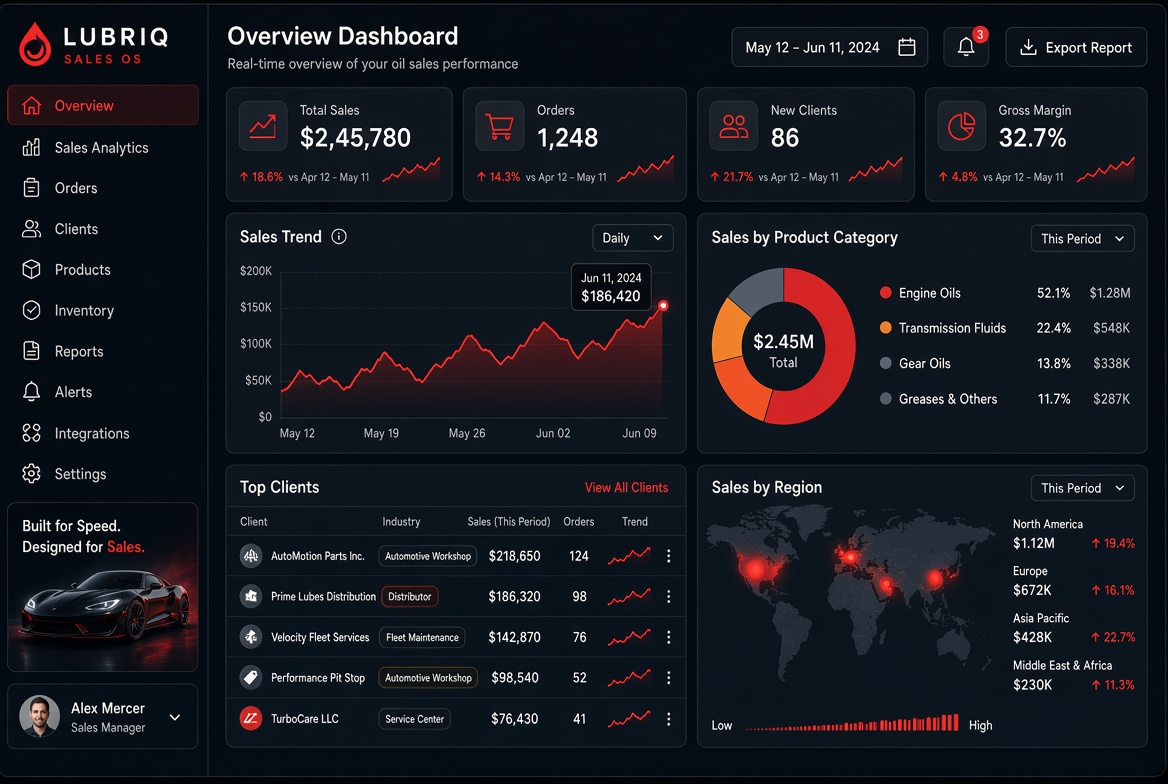 LUBRIQ
SALES OS
Overview
Sales Analytics
Orders
Clients
Products
Inventory
Reports
Alerts
Integrations
Settings
Built for Speed.
Designed for Sales.
Alex Mercer
Sales Manager
Overview Dashboard
Real-time overview of your oil sales performance
May 12 – Jun 11, 2024
3
Export Report
Total Sales
$2,45,780
↑ 18.6% vs Apr 12 – May 11
Orders
1,248
↑ 14.3% vs Apr 12 – May 11
New Clients
86
↑ 21.7% vs Apr 12 – May 11
Gross Margin
32.7%
↑ 4.8% vs Apr 12 – May 11
Sales Trend
Daily
$200K
$150K
$100K
$50K
$0
Jun 11, 2024
$186,420
May 12 May 19 May 26 Jun 02 Jun 09
Sales by Product Category
This Period
$2.45M
Total
Engine Oils 52.1% $1.28M
Transmission Fluids 22.4% $548K
Gear Oils 13.8% $338K
Greases & Others 11.7% $287K
Top Clients
View All Clients
Client Industry Sales (This Period) Orders Trend
AutoMotion Parts Inc. Automotive Workshop $218,650 124
Prime Lubes Distribution Distributor $186,320 98
Velocity Fleet Services Fleet Maintenance $142,870 76
Performance Pit Stop Automotive Workshop $98,540 52
TurboCare LLC Service Center $76,430 41
Sales by Region
This Period
North America
$1.12M ↑ 19.4%
Europe
$672K ↑ 16.1%
Asia Pacific
$428K ↑ 22.7%
Middle East & Africa
$230K ↑ 11.3%
Low High